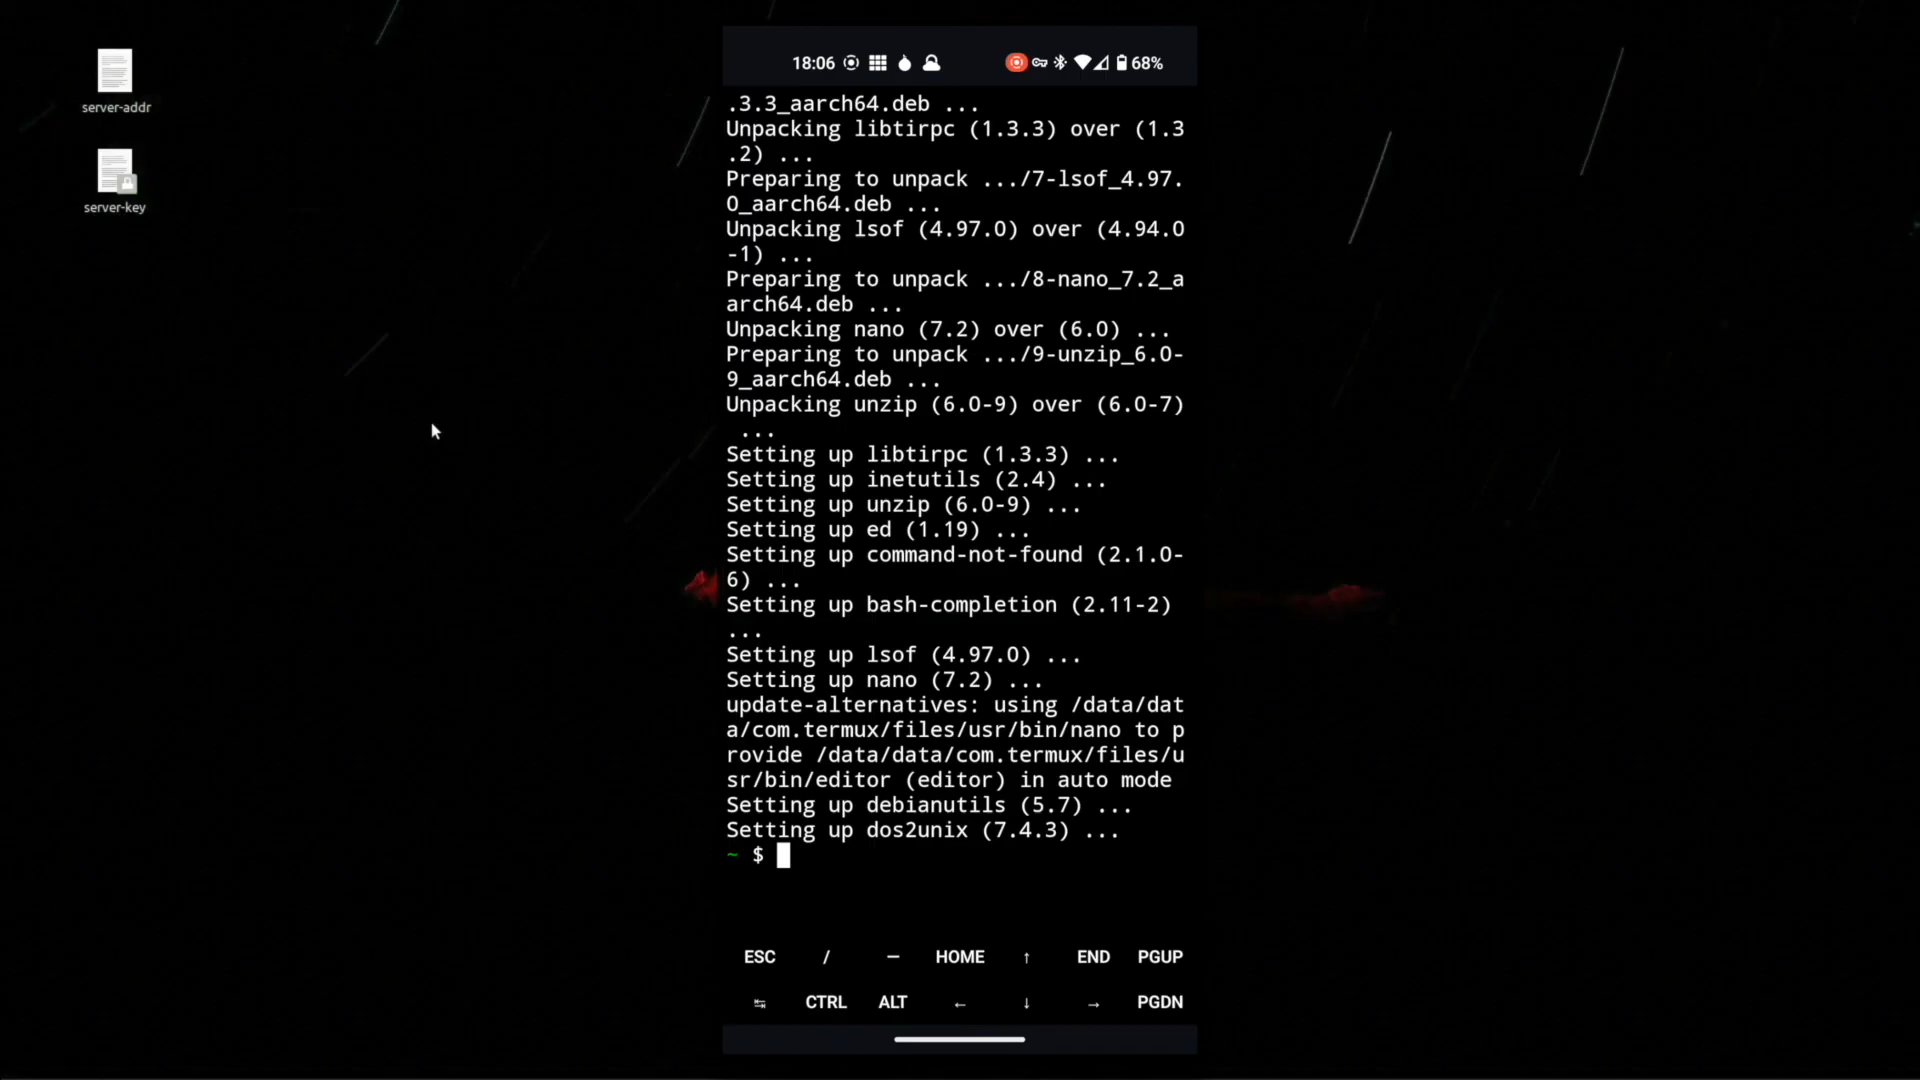 server-addr
server-key
18:06
68%
.3.3_aarch64.deb ...
Unpacking libtirpc (1.3.3) over (1.3
.2) ...
Preparing to unpack .../7-lsof_4.97.
0_aarch64.deb ...
Unpacking lsof (4.97.0) over (4.94.0
-1) ...
Preparing to unpack .../8-nano_7.2_a
arch64.deb ...
Unpacking nano (7.2) over (6.0) ...
Preparing to unpack .../9-unzip_6.0-
9_aarch64.deb ...
Unpacking unzip (6.0-9) over (6.0-7)
...
Setting up libtirpc (1.3.3) ...
Setting up inetutils (2.4) ...
Setting up unzip (6.0-9) ...
Setting up ed (1.19) ...
Setting up command-not-found (2.1.0-
6) ...
Setting up bash-completion (2.11-2)
...
Setting up lsof (4.97.0) ...
Setting up nano (7.2) ...
update-alternatives: using /data/dat
a/com.termux/files/usr/bin/nano to p
rovide /data/data/com.termux/files/u
sr/bin/editor (editor) in auto mode
Setting up debianutils (5.7) ...
Setting up dos2unix (7.4.3) ...
~ $
ESC / — HOME ↑ END PGUP
↹ CTRL ALT ← ↓ → PGDN